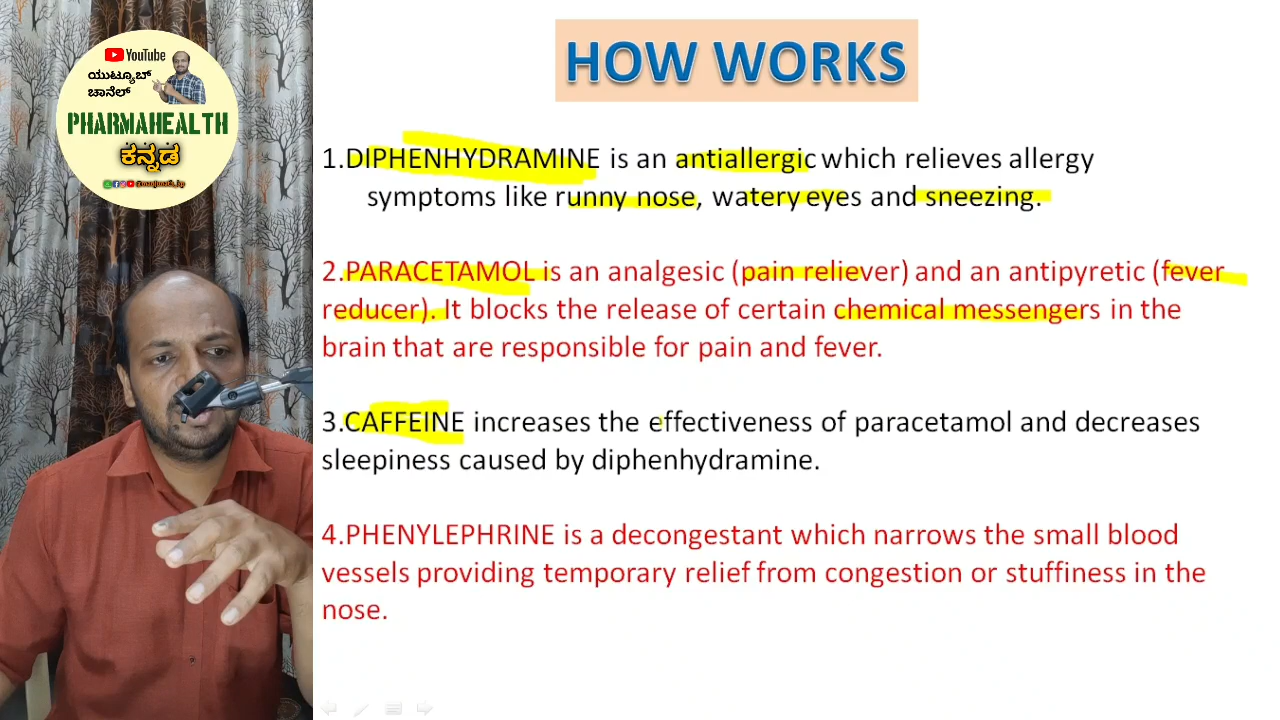 YouTube
ಯುಟ್ಯೂಬ್
ಚಾನೆಲ್
PHARMAHEALTH
ಕನ್ನಡ
HOW WORKS
1.DIPHENHYDRAMINE is an antiallergic which relieves allergy
symptoms like runny nose, watery eyes and sneezing.
2.PARACETAMOL is an analgesic (pain reliever) and an antipyretic (fever
reducer). It blocks the release of certain chemical messengers in the
brain that are responsible for pain and fever.
3.CAFFEINE increases the effectiveness of paracetamol and decreases
sleepiness caused by diphenhydramine.
4.PHENYLEPHRINE is a decongestant which narrows the small blood
vessels providing temporary relief from congestion or stuffiness in the
nose.